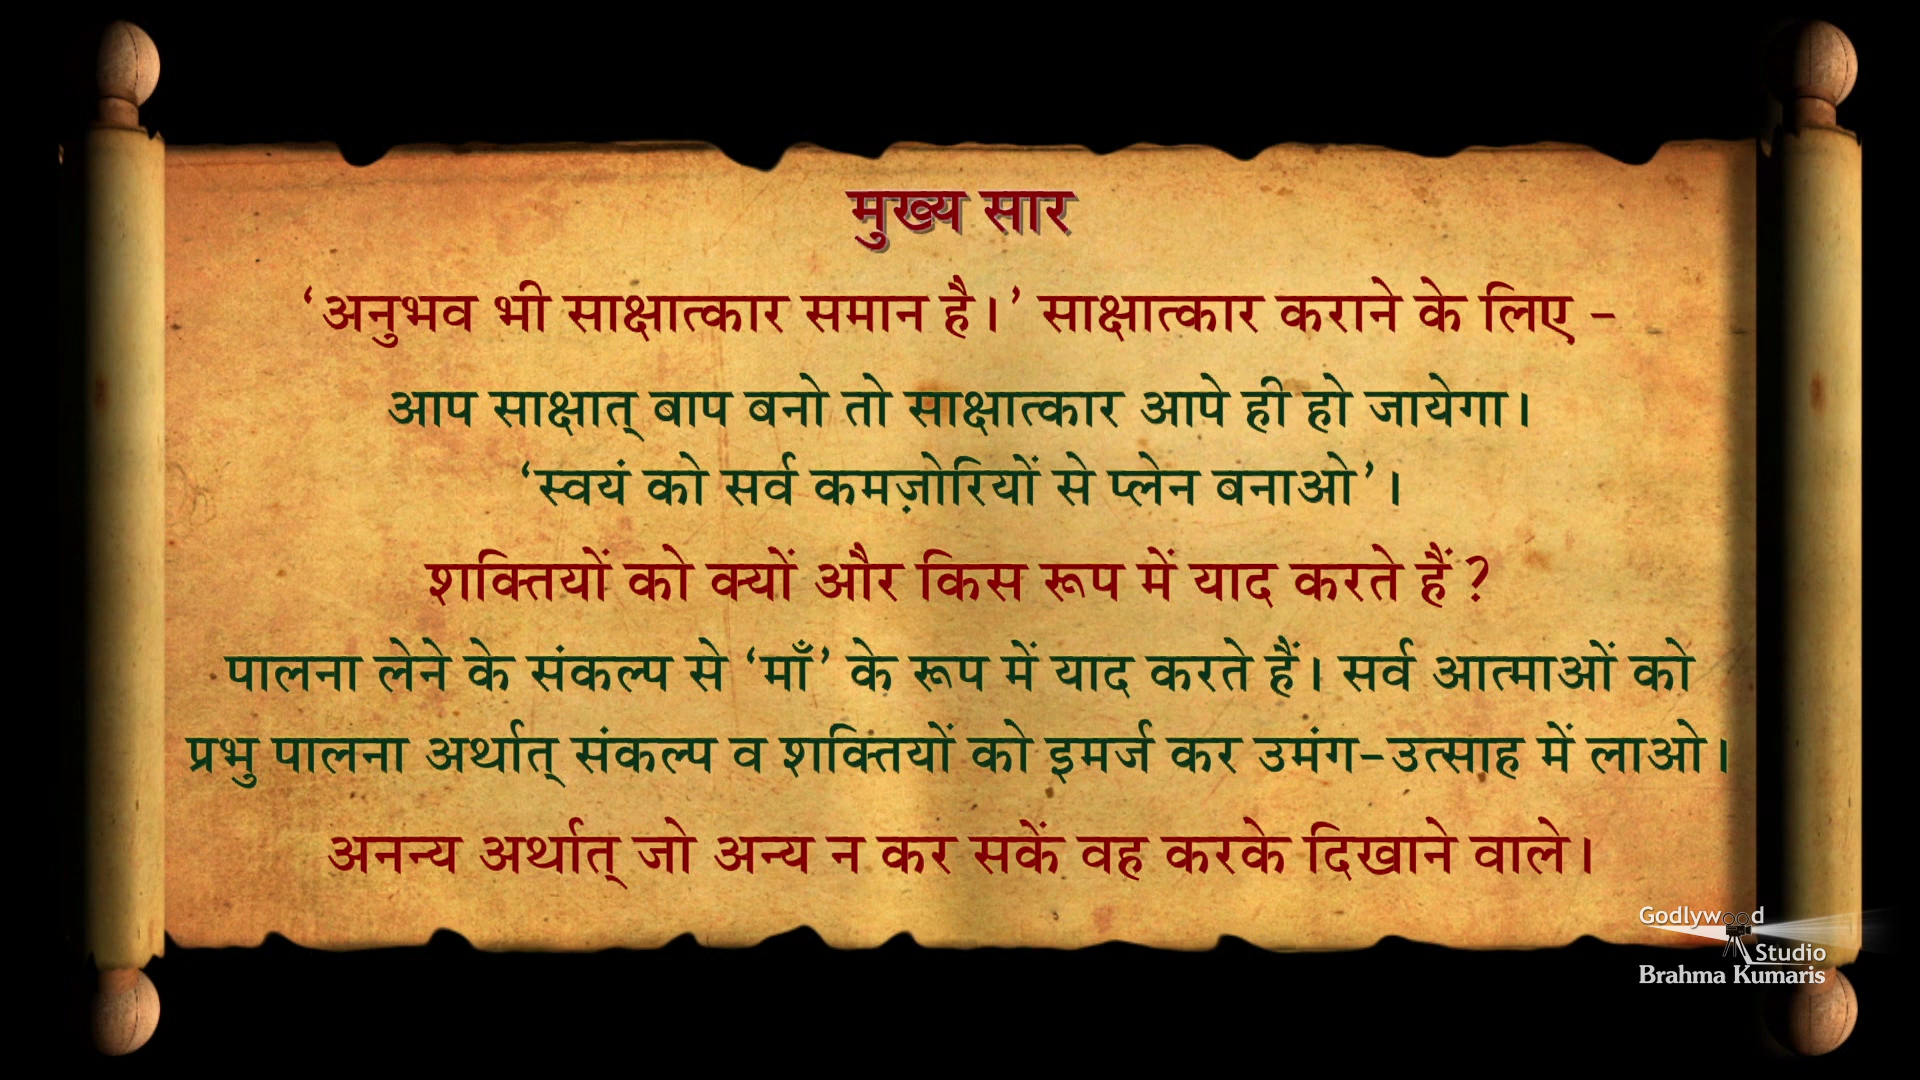 मुख्य सार
‘अनुभव भी साक्षात्कार समान है।’ साक्षात्कार कराने के लिए –
आप साक्षात् बाप बनो तो साक्षात्कार आपे ही हो जायेगा।
‘स्वयं को सर्व कमज़ोरियों से प्लेन बनाओ’।
शक्तियों को क्यों और किस रूप में याद करते हैं?
पालना लेने के संकल्प से ‘माँ’ के रूप में याद करते हैं। सर्व आत्माओं को
प्रभु पालना अर्थात् संकल्प व शक्तियों को इमर्ज कर उमंग-उत्साह में लाओ।
अनन्य अर्थात् जो अन्य न कर सकें वह करके दिखाने वाले।
Godlywood
Studio
Brahma Kumaris